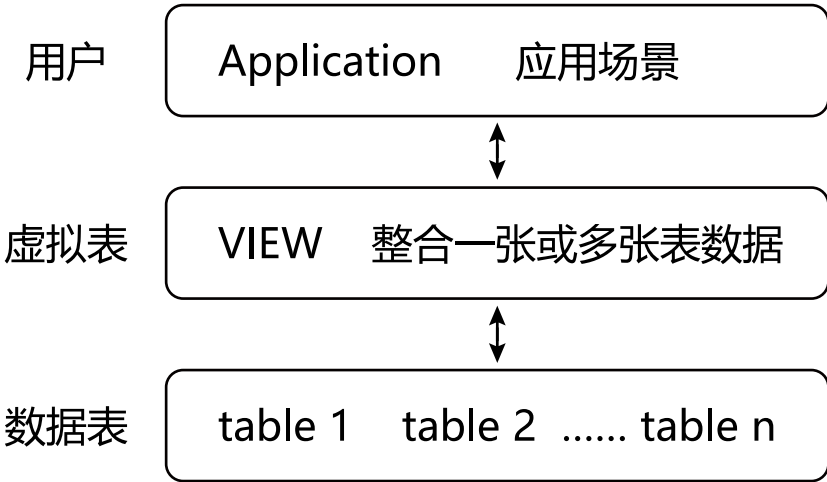 用户 Application 应用场景
虚拟表 VIEW 整合一张或多张表数据
数据表 table 1 table 2 ...... table n